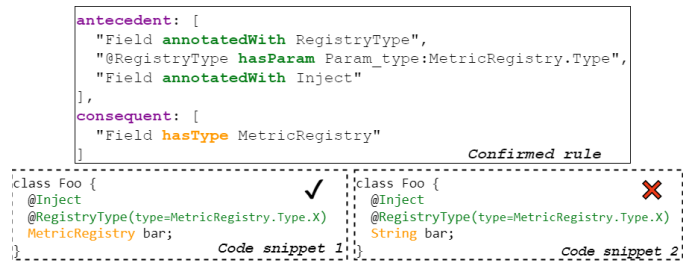 antecedent: [
"Field annotatedWith RegistryType",
"@RegistryType hasParam Param_type:MetricRegistry.Type",
"Field annotatedWith Inject"
],
consequent: [
"Field hasType MetricRegistry"
]
Confirmed rule
class Foo {
@Inject
@RegistryType(type=MetricRegistry.Type.X)
MetricRegistry bar;
}
Code snippet 1
class Foo {
@Inject
@RegistryType(type=MetricRegistry.Type.X)
String bar;
}
Code snippet 2